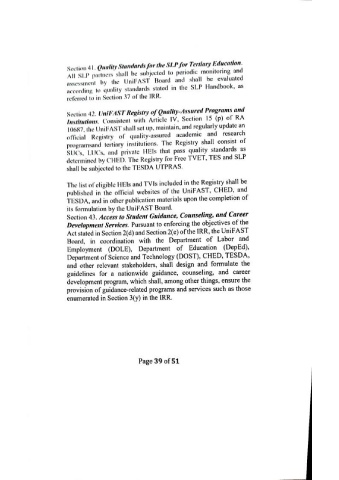 Section 41. Quality Standards for the SLP for Tertiary Education.
All SLP partners shall be subjected to periodic monitoring and
assessment by the UniFAST Board and shall be evaluated
according to quality standards stated in the SLP Handbook, as
referred to in Section 37 of the IRR.
Section 42. UniFAST Registry of Quality-Assured Programs and
Institutions. Consistent with Article IV, Section 15 (p) of RA
10687, the UniFAST shall set up, maintain, and regularly update an
official Registry of quality-assured academic and research
programsand tertiary institutions. The Registry shall consist of
SUCs, LUCs, and private HEIs that pass quality standards as
determined by CHED. The Registry for Free TVET, TES and SLP
shall be subjected to the TESDA UTPRAS.
The list of eligible HEIs and TVIs included in the Registry shall be
published in the official websites of the UniFAST, CHED, and
TESDA, and in other publication materials upon the completion of
its formulation by the UniFAST Board.
Section 43. Access to Student Guidance, Counseling, and Career
Development Services. Pursuant to enforcing the objectives of the
Act stated in Section 2(d) and Section 2(e) of the IRR, the UniFAST
Board, in coordination with the Department of Labor and
Employment (DOLE), Department of Education (DepEd),
Department of Science and Technology (DOST), CHED, TESDA,
and other relevant stakeholders, shall design and formulate the
guidelines for a nationwide guidance, counseling, and career
development program, which shall, among other things, ensure the
provision of guidance-related programs and services such as those
enumerated in Section 3(y) in the IRR.
Page 39 of 51